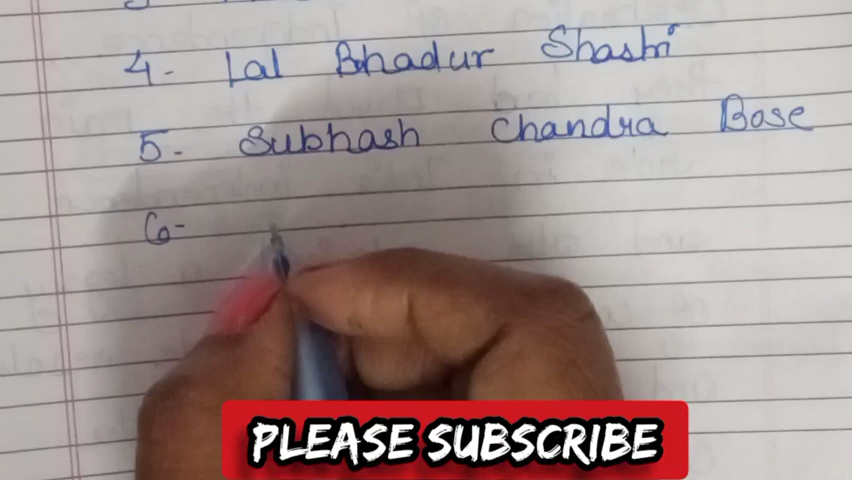 4- Lal Bhadur Shastri
5- Subhash Chandra Bose
6-
PLEASE SUBSCRIBE